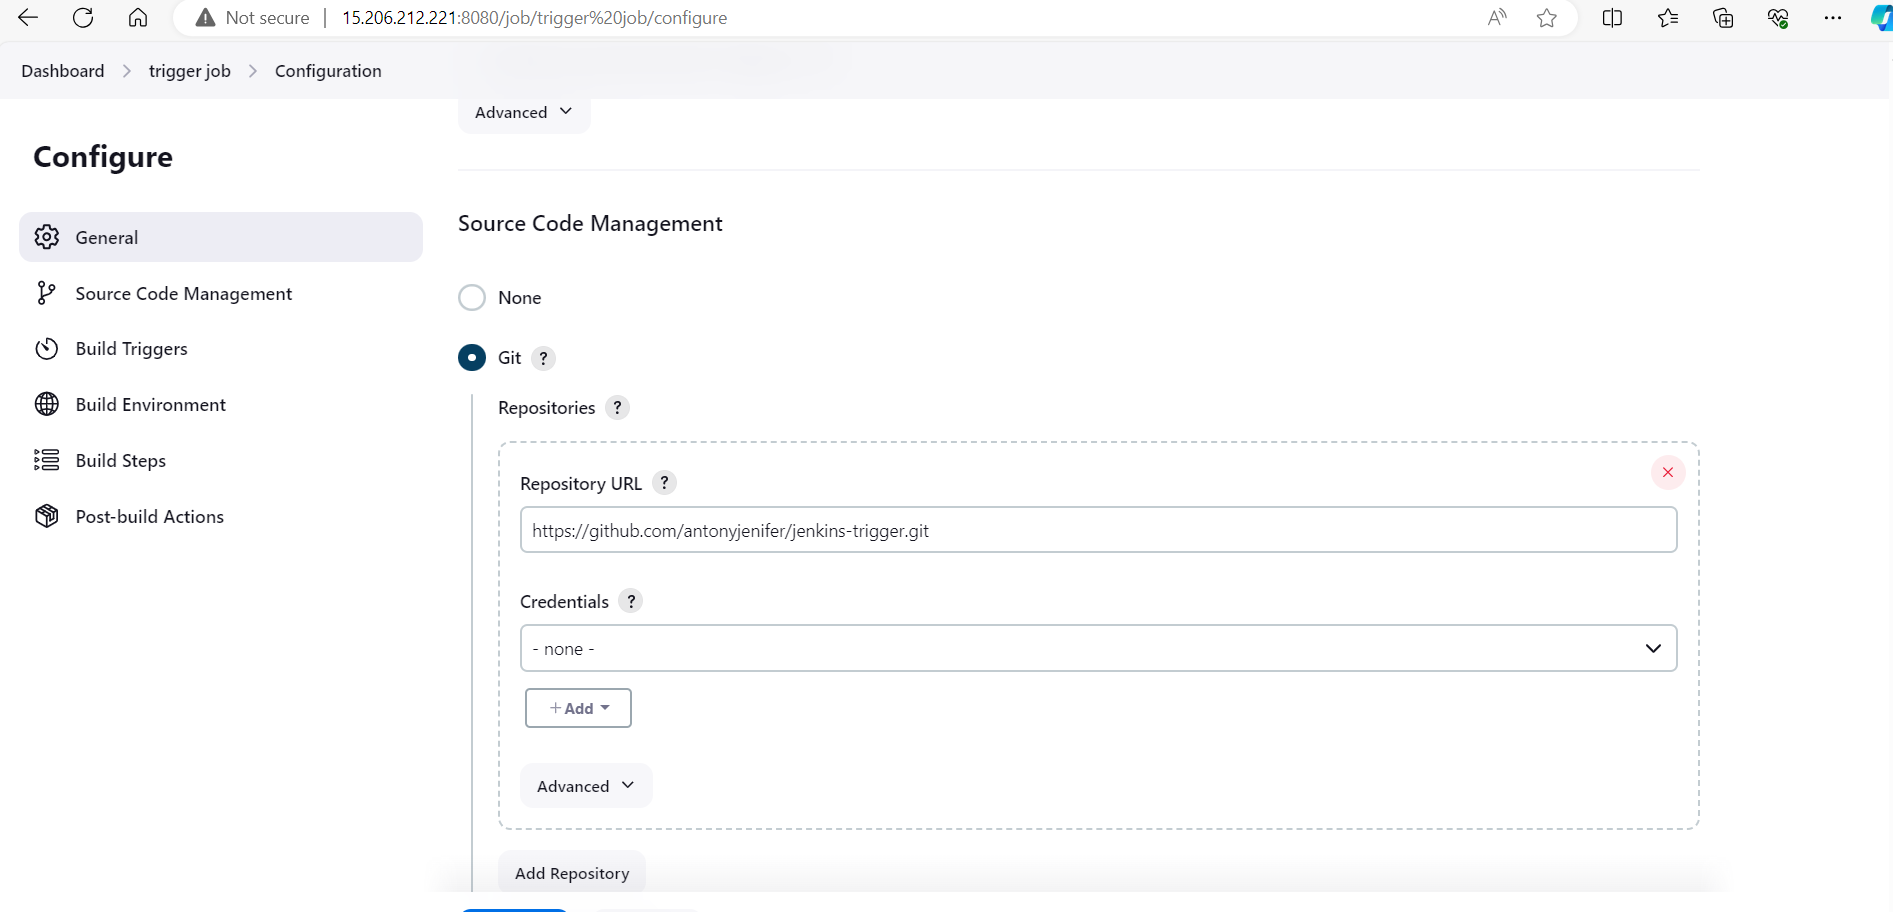 Not secure | 15.206.212.221:8080/job/trigger%20job/configure
Dashboard > trigger job > Configuration
Advanced
Configure
General
Source Code Management
Build Triggers
Build Environment
Build Steps
Post-build Actions
Source Code Management
None
Git ?
Repositories ?
Repository URL ?
https://github.com/antonyjenifer/jenkins-trigger.git
Credentials ?
- none -
+ Add
Advanced
Add Repository